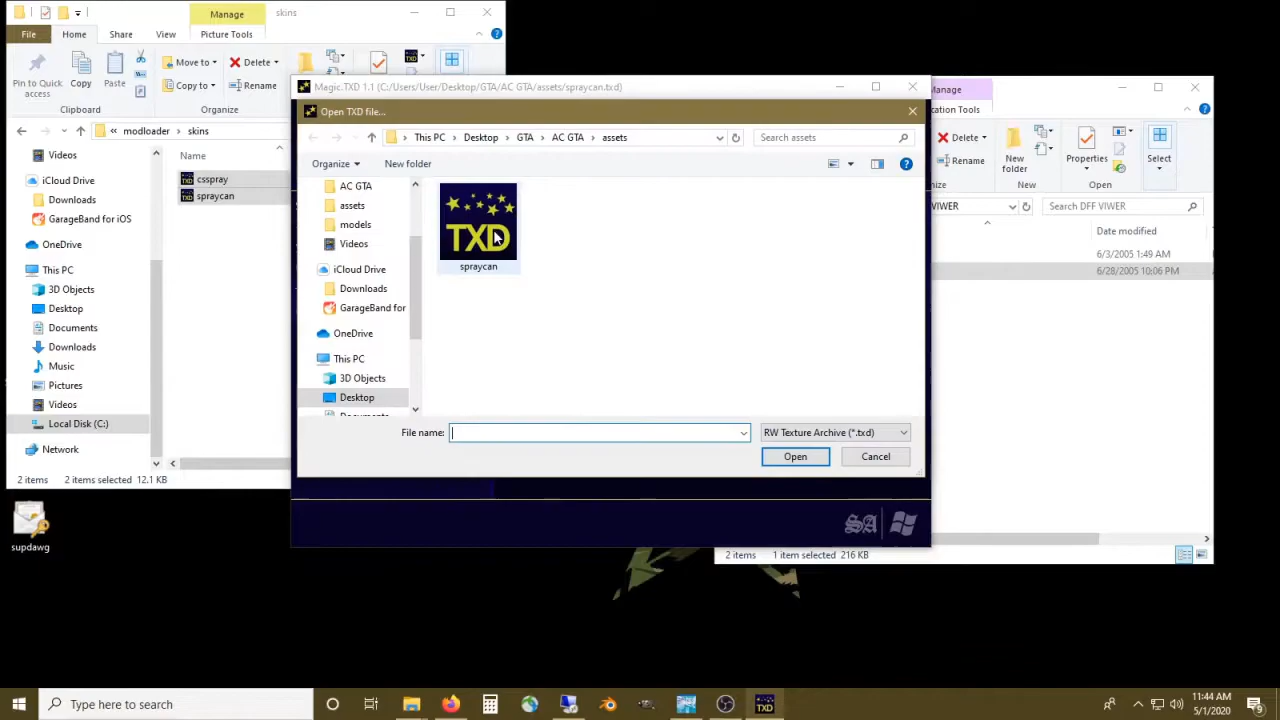 Manage
skins
File
Home
Share
View
Picture Tools
Pin to Quick access
Copy
Paste
Move to
Copy to
Delete
Rename
Clipboard
Organize
« modloader > skins
Name
Videos
iCloud Drive
Downloads
GarageBand for iOS
OneDrive
This PC
3D Objects
Desktop
Documents
Downloads
Music
Pictures
Videos
Local Disk (C:)
Network
csspray
spraycan
2 items
2 items selected 12.1 KB
Magic.TXD 1.1 (C:/Users/User/Desktop/GTA/AC GTA/assets/spraycan.txd)
Open TXD file...
This PC > Desktop > GTA > AC GTA > assets
Search assets
Organize
New folder
AC GTA
assets
models
Videos
iCloud Drive
Downloads
GarageBand for
OneDrive
This PC
3D Objects
Desktop
TXD
spraycan
File name:
RW Texture Archive (*.txd)
Open
Cancel
SA
Manage
cation Tools
Delete
Rename
nize
New folder
New
Properties
Open
Select
VIWER
Search DFF VIWER
Date modified
6/3/2005 1:49 AM
6/28/2005 10:06 PM
2 items
1 item selected 216 KB
supdawg
Type here to search
TXD
11:44 AM
5/1/2020
9